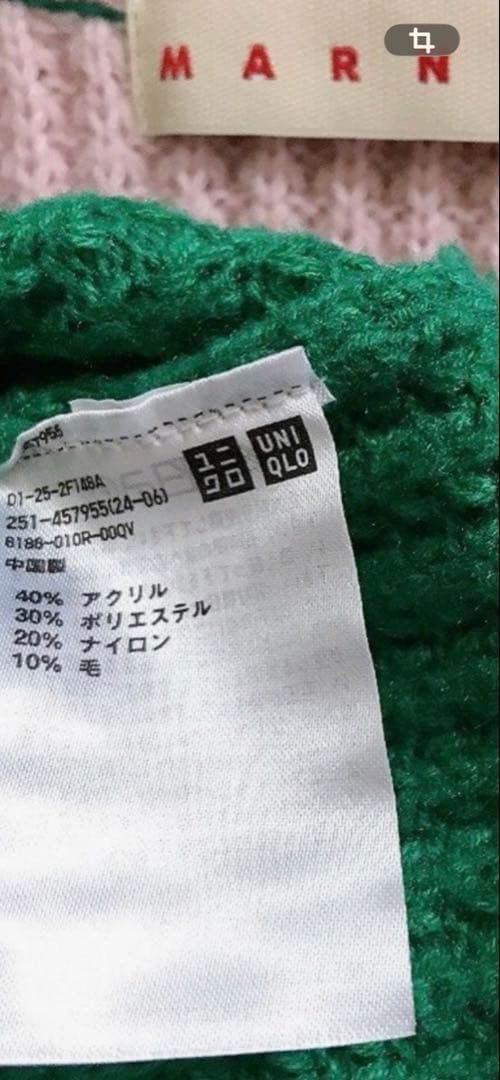 M A R N
ユニ
クロ
UNI
QLO
01-25-2F148A
251-457955(24-06)
8188-010R-00QV
中国製
40% アクリル
30% ポリエステル
20% ナイロン
10% 毛